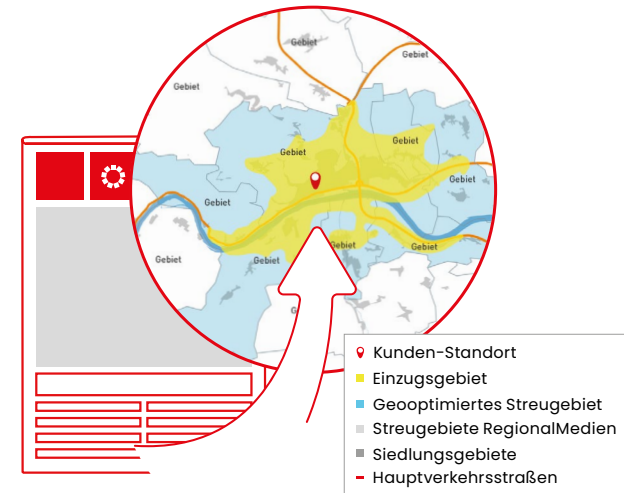 Gebiet
Gebiet
Gebiet
Gebiet
Gebiet
Gebiet
Gebiet
Gebiet
Gebiet
Gebiet
Gebiet
Kunden-Standort
Einzugsgebiet
Geooptimiertes Streugebiet
Streugebiete RegionalMedien
Siedlungsgebiete
Hauptverkehrsstraßen